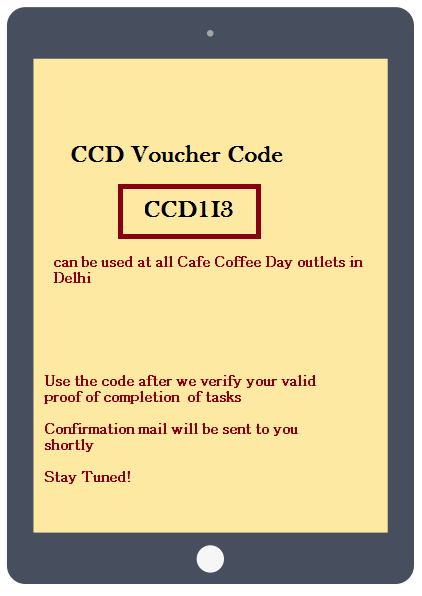 CCD Voucher Code
CCD1I3
can be used at all Cafe Coffee Day outlets in
Delhi
Use the code after we verify your valid
proof of completion of tasks
Confirmation mail will be sent to you
shortly
Stay Tuned!